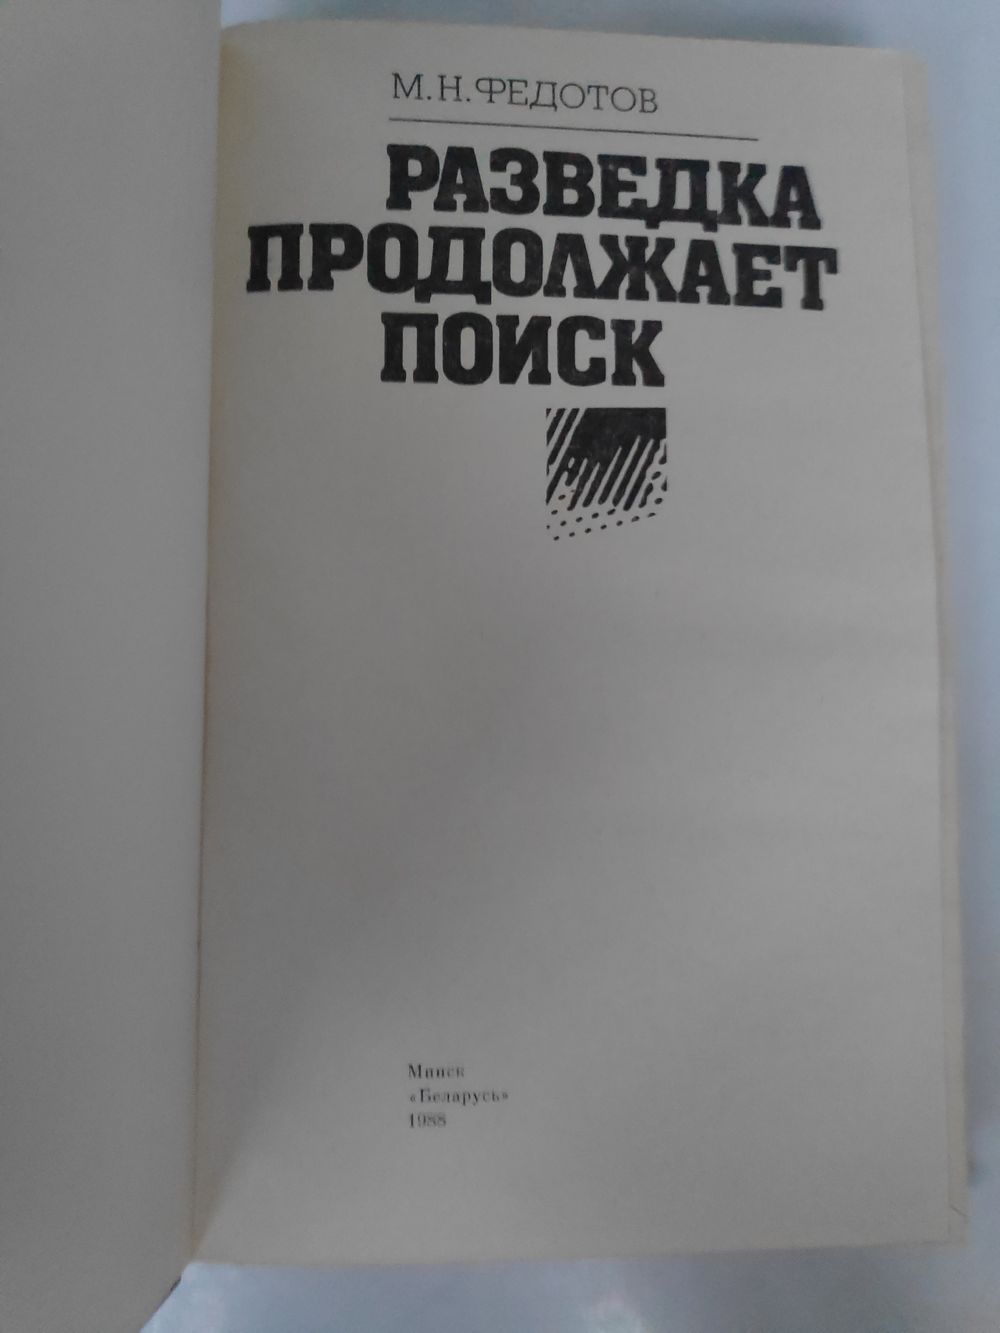 М.Н.ФЕДОТОВ
РАЗВЕДКА
ПРОДОЛЖАЕТ
ПОИСК
Минск
«Беларусь»
1988